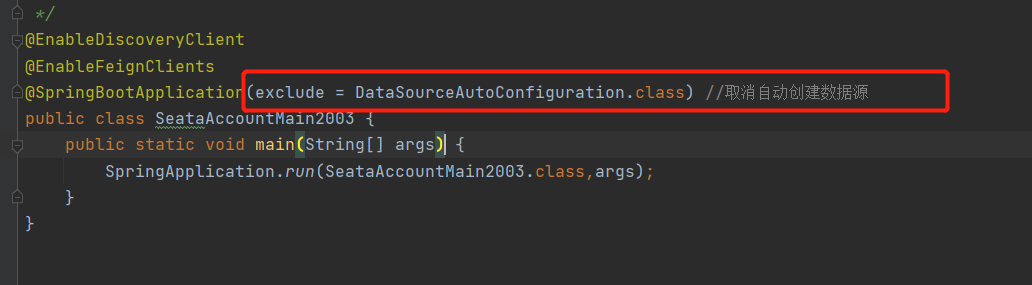 */
@EnableDiscoveryClient
@EnableFeignClients
@SpringBootApplication(exclude = DataSourceAutoConfiguration.class) //取消自动创建数据源
public class SeataAccountMain2003 {
public static void main(String[] args) {
SpringApplication.run(SeataAccountMain2003.class,args);
}
}